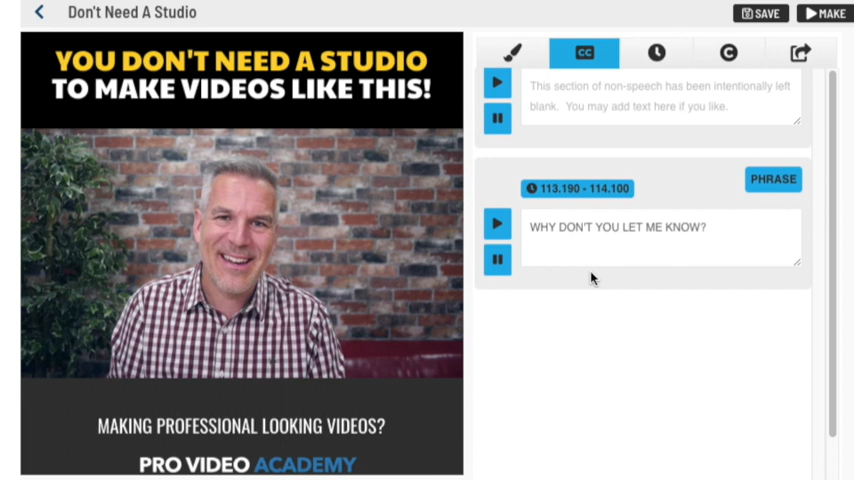 Don't Need A Studio
SAVE
MAKE
YOU DON'T NEED A STUDIO
TO MAKE VIDEOS LIKE THIS!
MAKING PROFESSIONAL LOOKING VIDEOS?
PRO VIDEO ACADEMY
CC
C
This section of non-speech has been intentionally left
blank. You may add text here if you like.
113.190 - 114.100
PHRASE
WHY DON'T YOU LET ME KNOW?